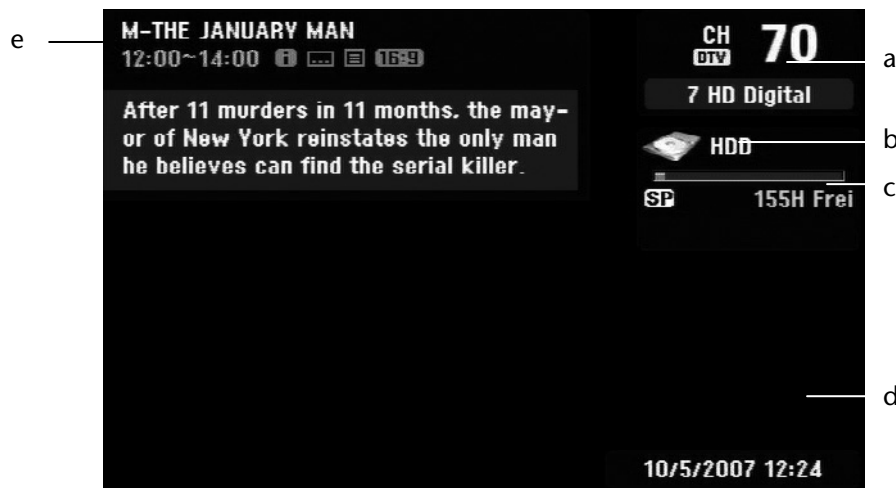 e
M-THE JANUARY MAN
12:00~14:00 i ... 16:9
After 11 murders in 11 months. the may-
or of New York reinstates the only man
he believes can find the serial killer.
CH
DTV
70
a
7 HD Digital
HDD
b
c
SP
155H Frei
d
10/5/2007 12:24